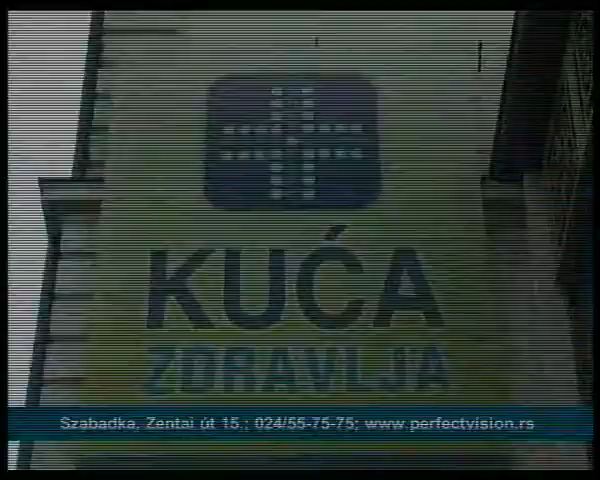 KUĆA
ZDRAVLJA
Szabadka, Zentai út 15.; 024/55-75-75; www.perfectvision.rs